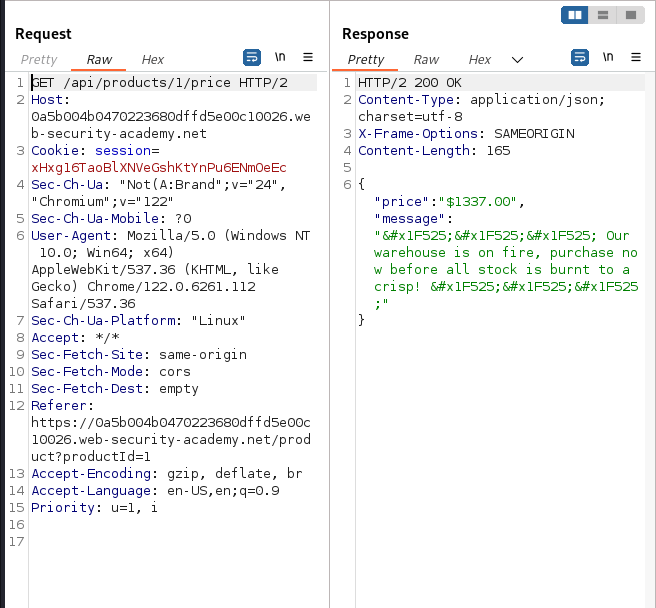 Request
Pretty Raw Hex \n
1 GET /api/products/1/price HTTP/2
2 Host:
0a5b004b0470223680dffd5e00c10026.we
b-security-academy.net
3 Cookie: session=
xHxg16TaoBlXNVeGshKtYnPu6ENmOeEc
4 Sec-Ch-Ua: "Not(A:Brand";v="24",
"Chromium";v="122"
5 Sec-Ch-Ua-Mobile: ?0
6 User-Agent: Mozilla/5.0 (Windows NT
10.0; Win64; x64)
AppleWebKit/537.36 (KHTML, like
Gecko) Chrome/122.0.6261.112
Safari/537.36
7 Sec-Ch-Ua-Platform: "Linux"
8 Accept: */*
9 Sec-Fetch-Site: same-origin
10 Sec-Fetch-Mode: cors
11 Sec-Fetch-Dest: empty
12 Referer:
https://0a5b004b0470223680dffd5e00c
10026.web-security-academy.net/prod
uct?productId=1
13 Accept-Encoding: gzip, deflate, br
14 Accept-Language: en-US,en;q=0.9
15 Priority: u=1, i
16
17
Response
Pretty Raw Hex \n
1 HTTP/2 200 OK
2 Content-Type: application/json;
charset=utf-8
3 X-Frame-Options: SAMEORIGIN
4 Content-Length: 165
5
6 {
"price":"$1337.00",
"message":
"&#x1F525;&#x1F525;&#x1F525; Our
warehouse is on fire, purchase no
w before all stock is burnt to a
crisp! &#x1F525;&#x1F525;&#x1F525
;"
}